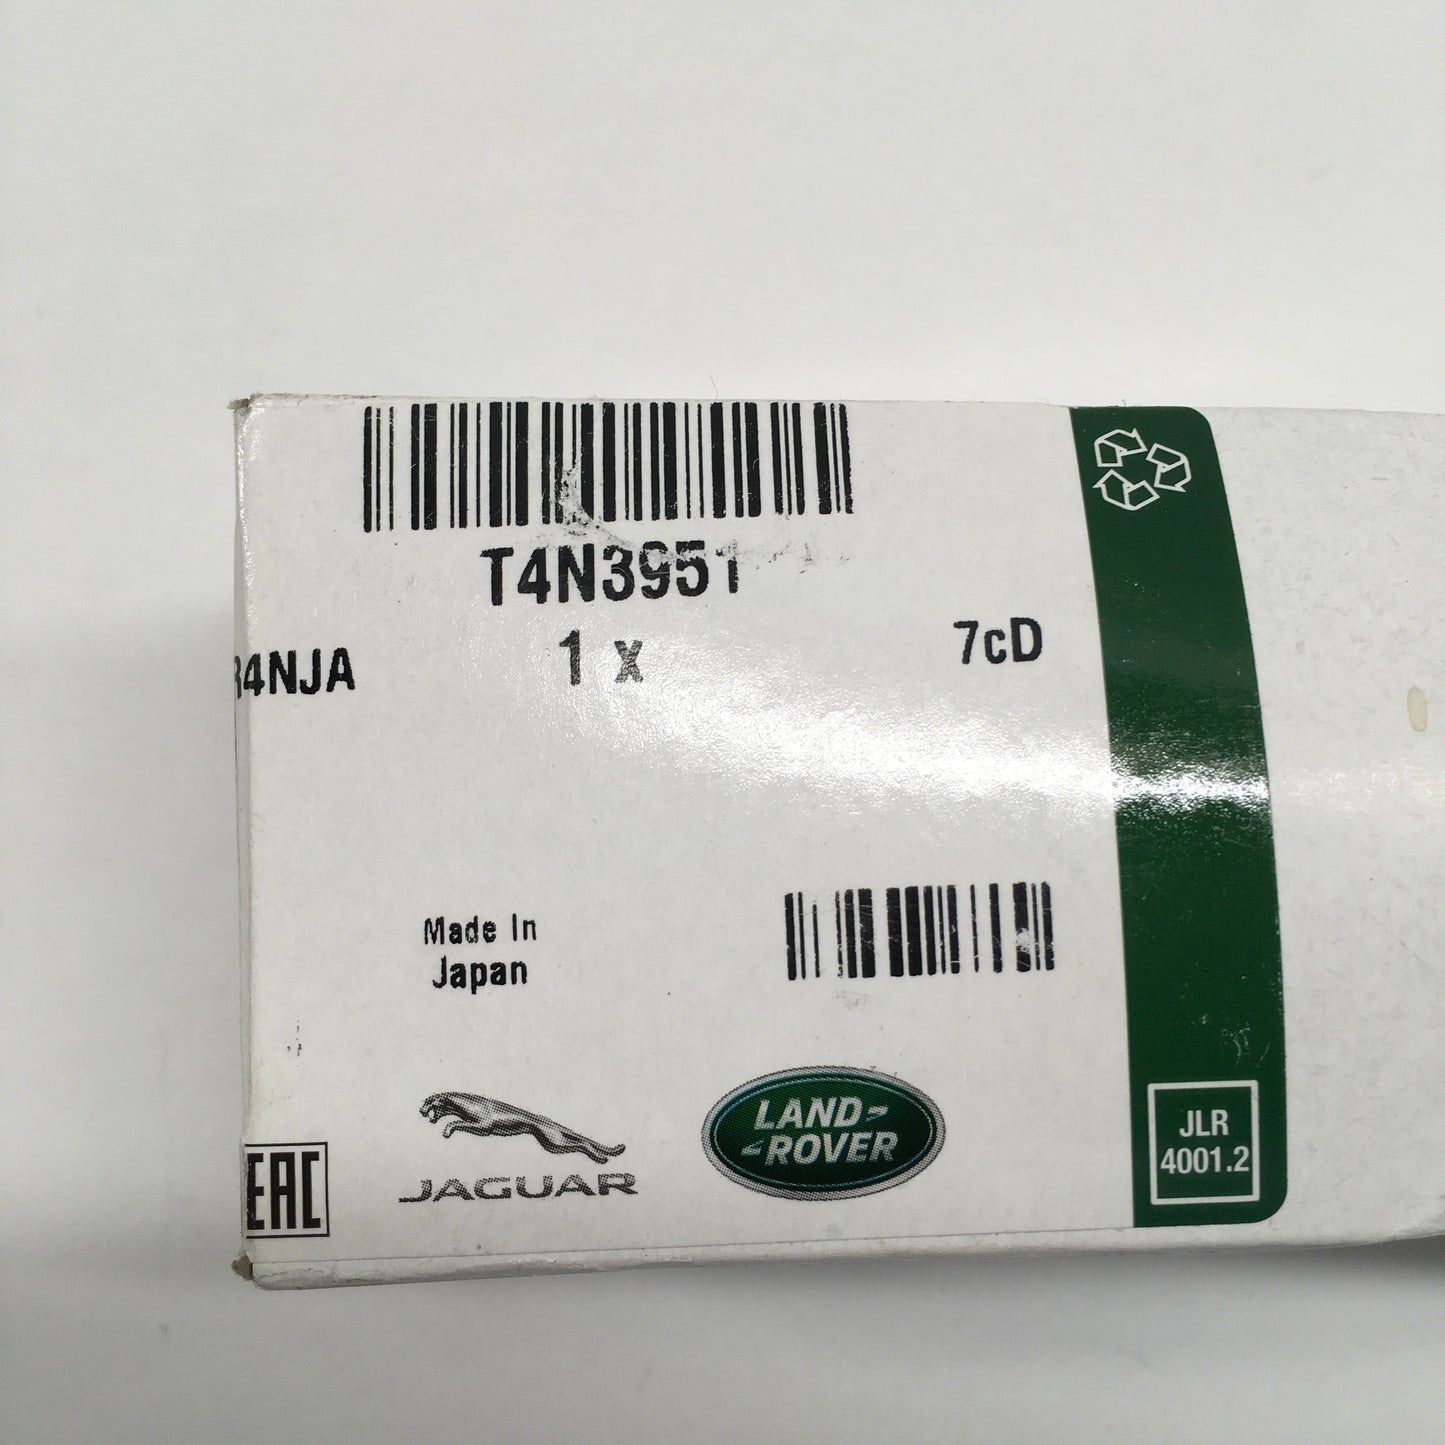 T4N3951
1 x
7cD
R4NJA
Made In
Japan
JAGUAR
LAND-
-ROVER
EAC
JLR
4001.2